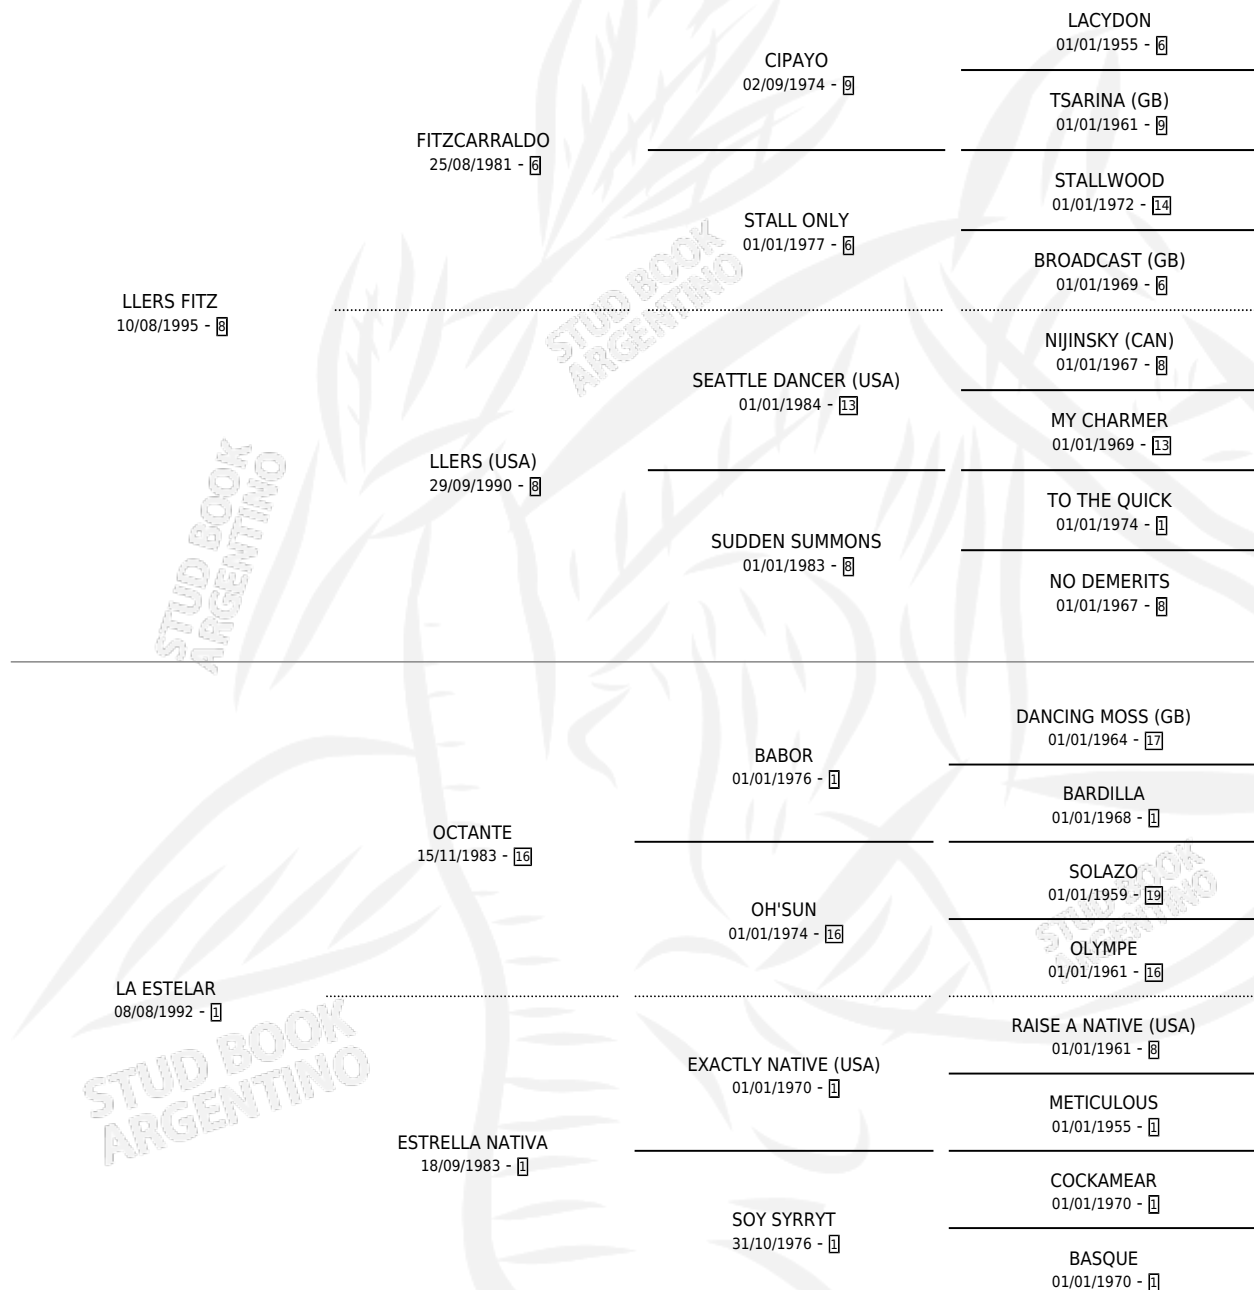 LACYDON
01/01/1955 - 6
CIPAYO
02/09/1974 - 9
TSARINA (GB)
01/01/1961 - 9
FITZCARRALDO
25/08/1981 - 6
STALLWOOD
01/01/1972 - 14
STALL ONLY
01/01/1977 - 6
BROADCAST (GB)
01/01/1969 - 6
LLERS FITZ
10/08/1995 - 8
STUD BOOK
ARGENTINO
NIJINSKY (CAN)
01/01/1967 - 8
SEATTLE DANCER (USA)
01/01/1984 - 13
MY CHARMER
01/01/1969 - 13
LLERS (USA)
29/09/1990 - 8
TO THE QUICK
01/01/1974 - 1
SUDDEN SUMMONS
01/01/1983 - 8
NO DEMERITS
01/01/1967 - 8
STUD BOOK
ARGENTINO
DANCING MOSS (GB)
01/01/1964 - 17
BABOR
01/01/1976 - 1
BARDILLA
01/01/1968 - 1
OCTANTE
15/11/1983 - 16
SOLAZO
01/01/1959 - 19
OH'SUN
01/01/1974 - 16
OLYMPE
01/01/1961 - 16
STUD BOOK
ARGENTINO
LA ESTELAR
08/08/1992 - 1
RAISE A NATIVE (USA)
01/01/1961 - 8
EXACTLY NATIVE (USA)
01/01/1970 - 1
METICULOUS
01/01/1955 - 1
STUD BOOK
ARGENTINO
ESTRELLA NATIVA
18/09/1983 - 1
COCKAMEAR
01/01/1970 - 1
SOY SYRRYT
31/10/1976 - 1
BASQUE
01/01/1970 - 1